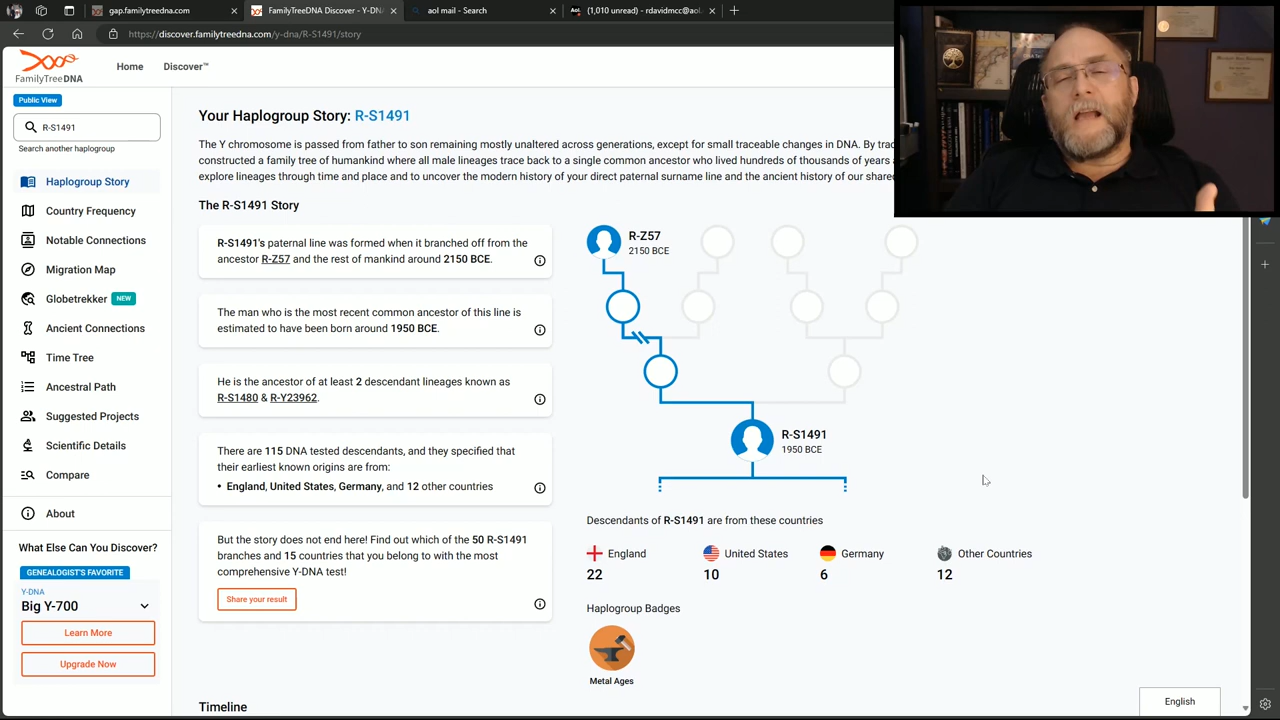 gap.familytreedna.com
FamilyTreeDNA Discover - Y-DNA
aol mail - Search
Aol.
(1,010 unread) - rdavidmcc@aol.
https://discover.familytreedna.com/y-dna/R-S1491/story
FamilyTreeDNA
Home
Discover™
Public View
R-S1491
Search another haplogroup
Haplogroup Story
Country Frequency
Notable Connections
Migration Map
Globetrekker NEW
Ancient Connections
Time Tree
Ancestral Path
Suggested Projects
Scientific Details
Compare
About
What Else Can You Discover?
GENEALOGIST'S FAVORITE
Y-DNA
Big Y-700
Learn More
Upgrade Now
Your Haplogroup Story: R-S1491
The Y chromosome is passed from father to son remaining mostly unaltered across generations, except for small traceable changes in DNA. By trac
constructed a family tree of humankind where all male lineages trace back to a single common ancestor who lived hundreds of thousands of years a
explore lineages through time and place and to uncover the modern history of your direct paternal surname line and the ancient history of our share
The R-S1491 Story
R-S1491's paternal line was formed when it branched off from the
ancestor R-Z57 and the rest of mankind around 2150 BCE.
The man who is the most recent common ancestor of this line is
estimated to have been born around 1950 BCE.
He is the ancestor of at least 2 descendant lineages known as
R-S1480 & R-Y23962.
There are 115 DNA tested descendants, and they specified that
their earliest known origins are from:
• England, United States, Germany, and 12 other countries
But the story does not end here! Find out which of the 50 R-S1491
branches and 15 countries that you belong to with the most
comprehensive Y-DNA test!
Share your result
R-Z57
2150 BCE
R-S1491
1950 BCE
Descendants of R-S1491 are from these countries
England
22
United States
10
Germany
6
Other Countries
12
Haplogroup Badges
Metal Ages
Timeline
English